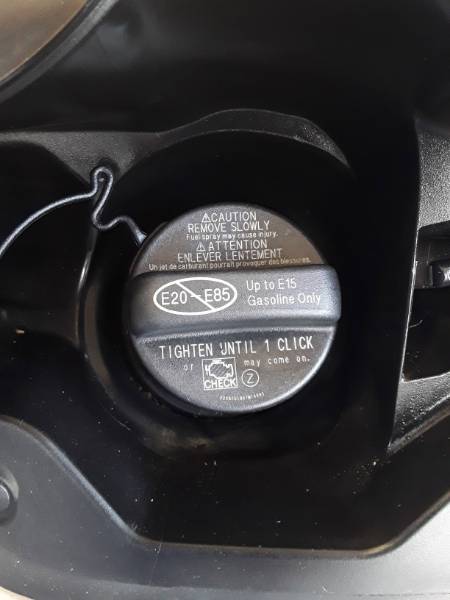 ⚠CAUTION
REMOVE SLOWLY
Fuel spray may cause injury.
⚠ATTENTION
ENLEVER LENTEMENT
Un jet de carburant pourrait provoquer des blessures.
E20-E85 Up to E15
Gasoline Only
TIGHTEN UNTIL 1 CLICK
or CHECK may come on.
Z